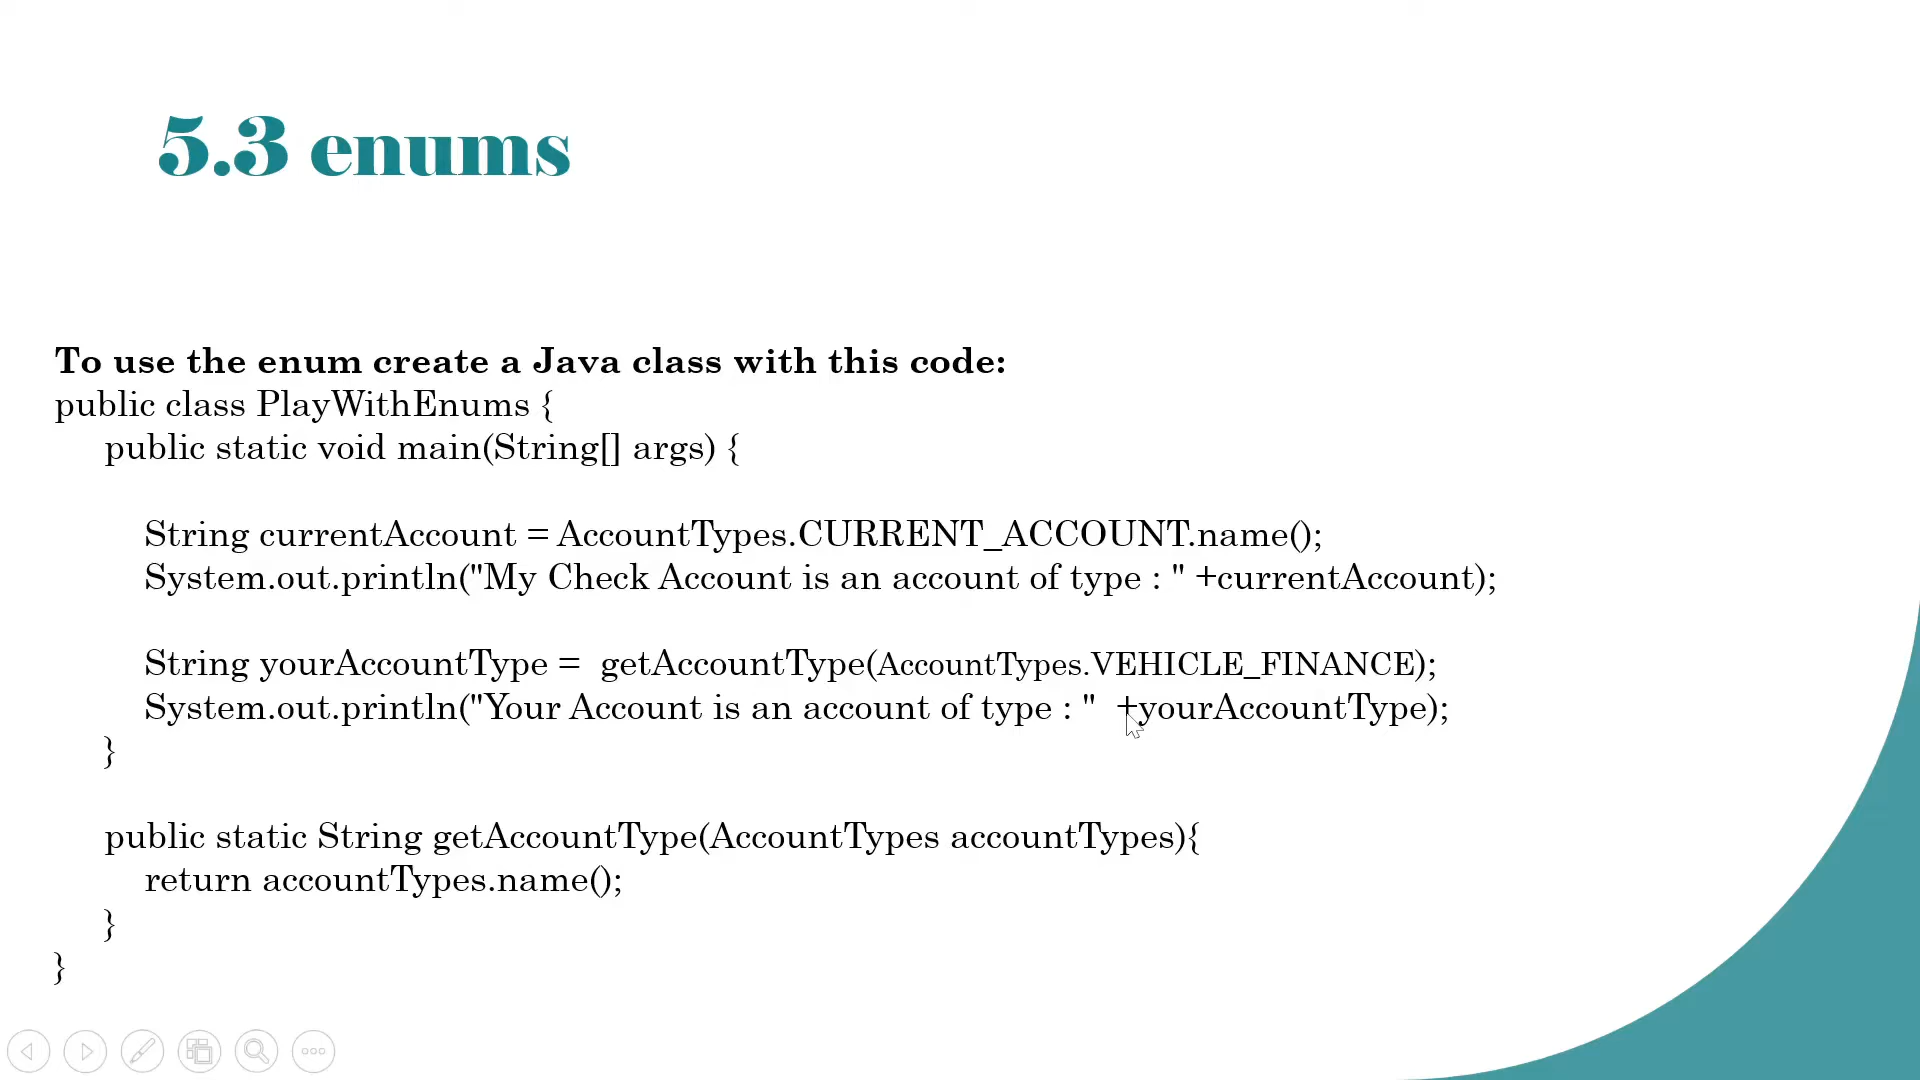 5.3 enums
To use the enum create a Java class with this code:
public class PlayWithEnums {
public static void main(String[] args) {
String currentAccount = AccountTypes.CURRENT_ACCOUNT.name();
System.out.println("My Check Account is an account of type : " +currentAccount);
String yourAccountType =  getAccountType(AccountTypes.VEHICLE_FINANCE);
System.out.println("Your Account is an account of type : "  +yourAccountType);
}
public static String getAccountType(AccountTypes accountTypes){
return accountTypes.name();
}
}